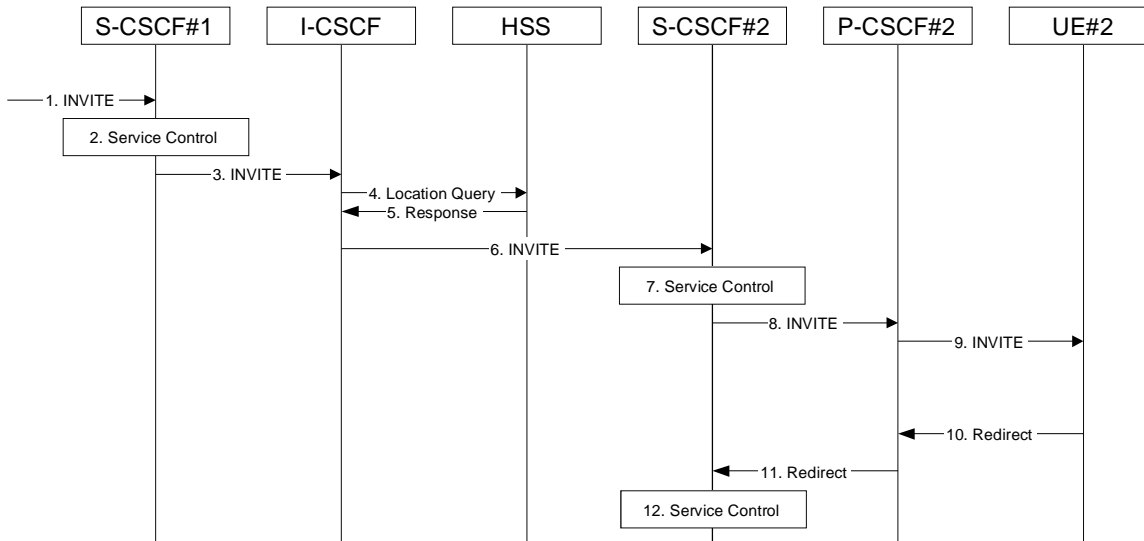 S-CSCF#1
I-CSCF
HSS
S-CSCF#2
P-CSCF#2
UE#2
1. INVITE
2. Service Control
3. INVITE
4. Location Query
5. Response
6. INVITE
7. Service Control
8. INVITE
9. INVITE
10. Redirect
11. Redirect
12. Service Control